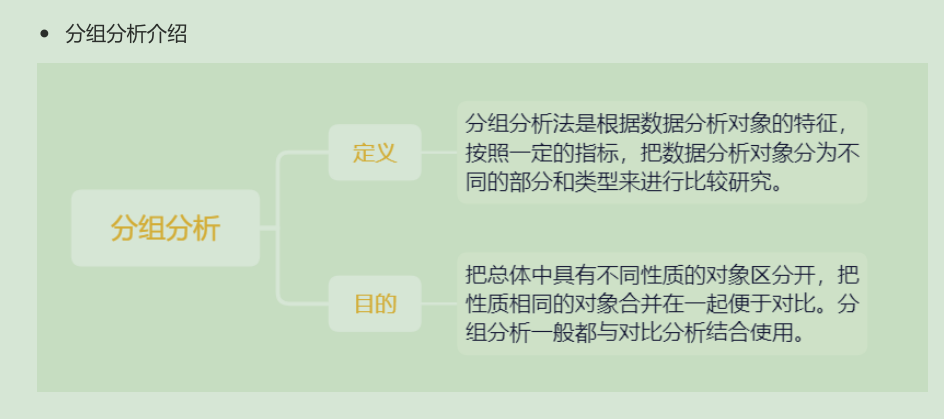 分组分析介绍
分组分析
定义
分组分析法是根据数据分析对象的特征，
按照一定的指标，把数据分析对象分为不
同的部分和类型来进行比较研究。
目的
把总体中具有不同性质的对象区分开，把
性质相同的对象合并在一起便于对比。分
组分析一般都与对比分析结合使用。